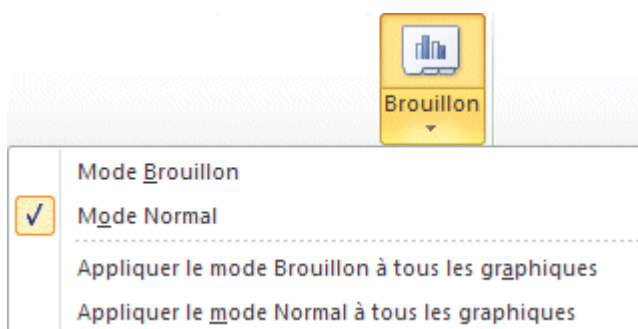 Brouillon
Mode Brouillon
Mode Normal
Appliquer le mode Brouillon à tous les graphiques
Appliquer le mode Normal à tous les graphiques